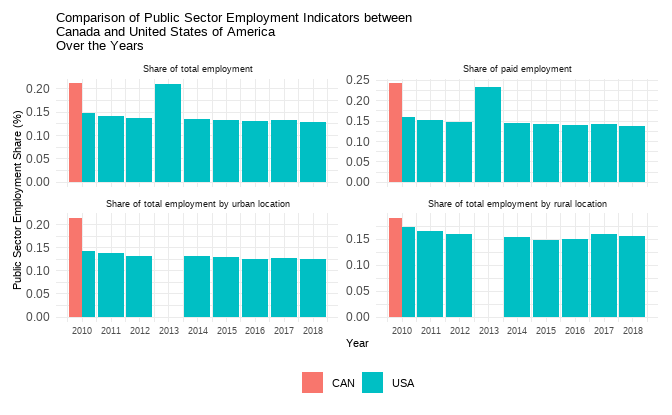 Comparison of Public Sector Employment Indicators between
Canada and United States of America
Over the Years
Share of total employment
Share of paid employment
0.20
0.15
0.10
0.05
0.00
0.25
0.20
0.15
0.10
0.05
0.00
Share of total employment by urban location
Share of total employment by rural location
0.20
0.15
0.10
0.05
0.00
0.15
0.10
0.05
0.00
Public Sector Employment Share (%)
2010 2011 2012 2013 2014 2015 2016 2017 2018
2010 2011 2012 2013 2014 2015 2016 2017 2018
Year
CAN USA